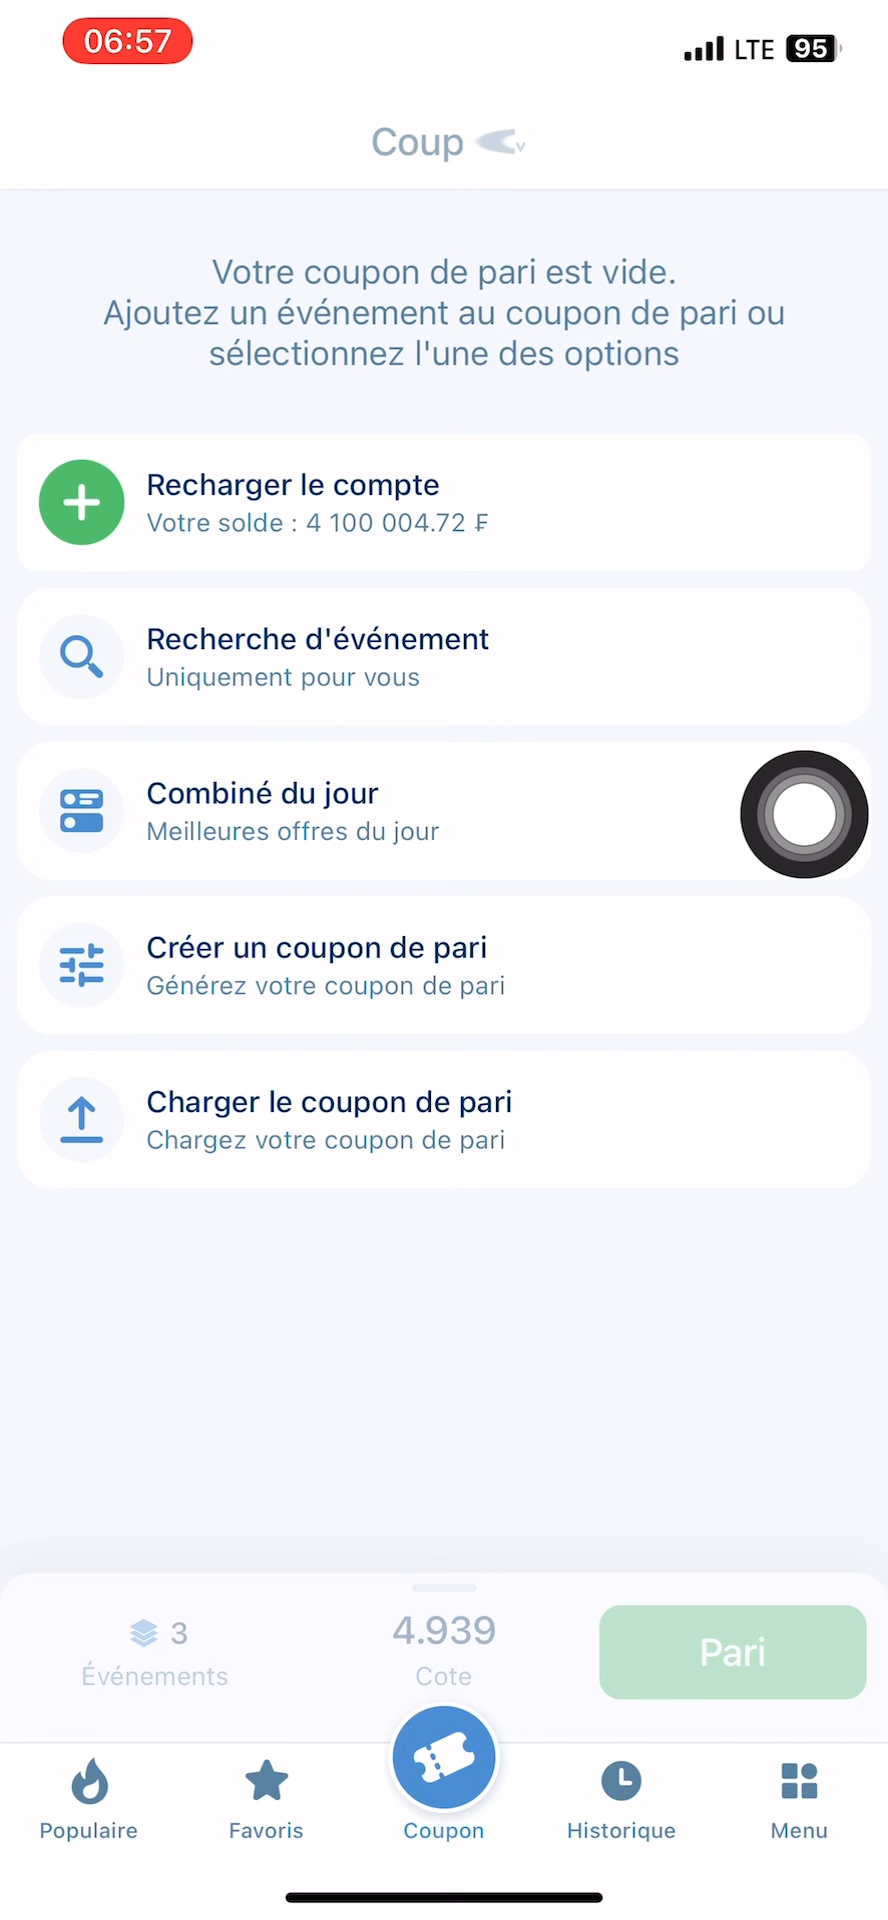 06:57
LTE 95
Coup
Votre coupon de pari est vide.
Ajoutez un événement au coupon de pari ou
sélectionnez l'une des options
Recharger le compte
Votre solde : 4 100 004.72 ₣
Recherche d'événement
Uniquement pour vous
Combiné du jour
Meilleures offres du jour
Créer un coupon de pari
Générez votre coupon de pari
Charger le coupon de pari
Chargez votre coupon de pari
3
Événements
4.939
Cote
Pari
Populaire
Favoris
Coupon
Historique
Menu